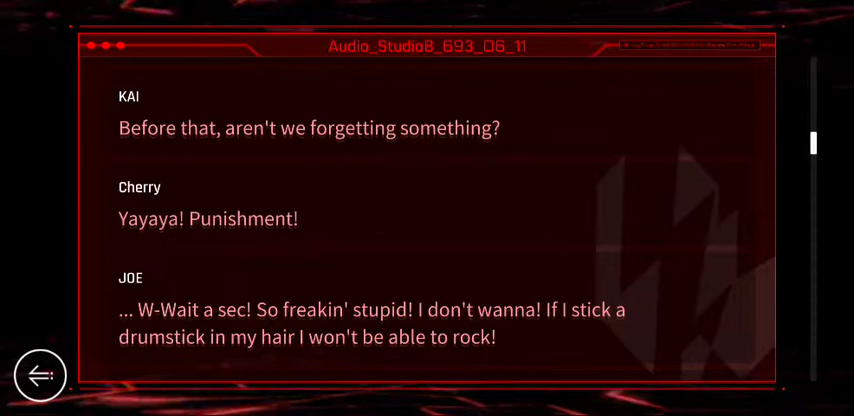 Audio_Studio8_693_06_11
KAI
Before that, aren't we forgetting something?
Cherry
Yayaya! Punishment!
JOE
... W-Wait a sec! So freakin' stupid! I don't wanna! If I stick a
drumstick in my hair I won't be able to rock!